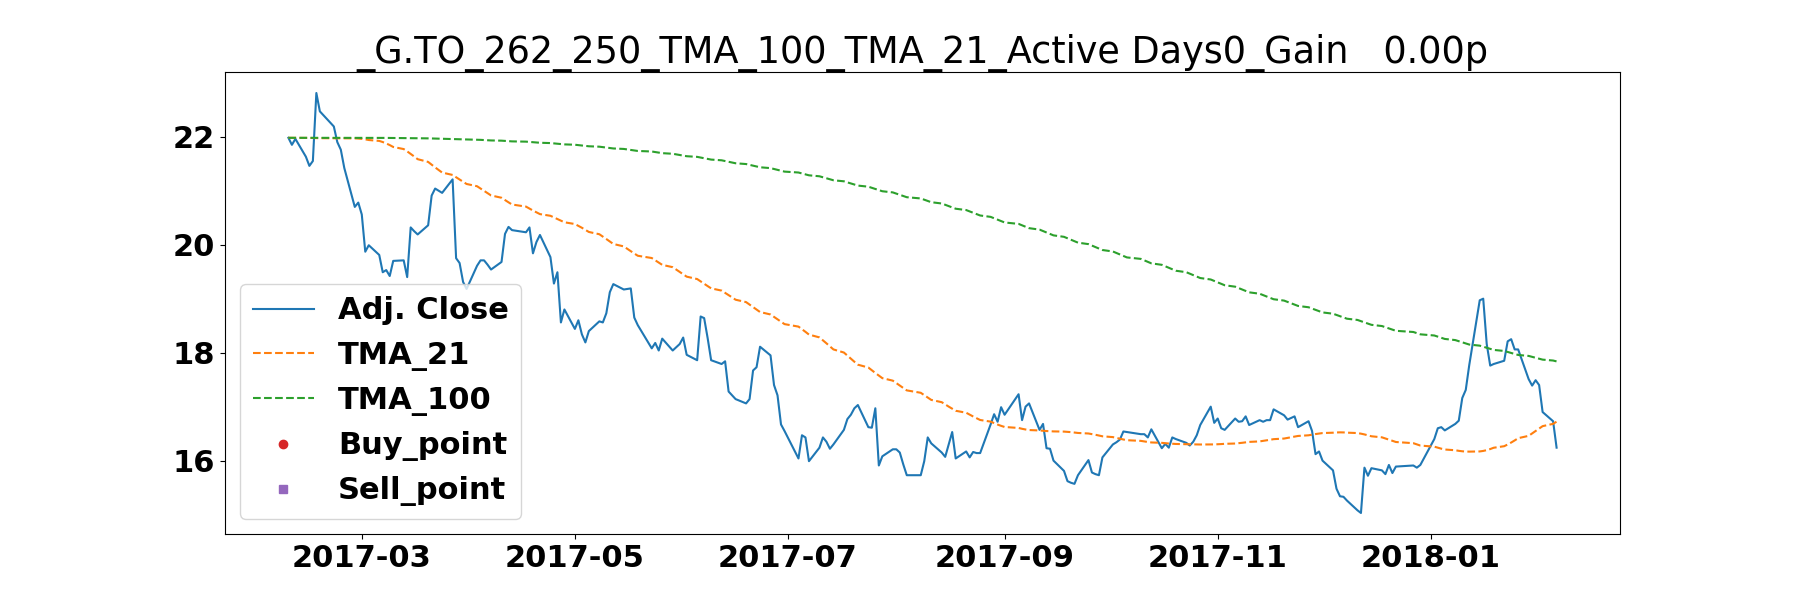 _G.TO_262_250_TMA_100_TMA_21_Active Days0_Gain   0.00p
22
20
18
16
Adj. Close
TMA_21
TMA_100
Buy_point
Sell_point
2017-03 2017-05 2017-07 2017-09 2017-11 2018-01